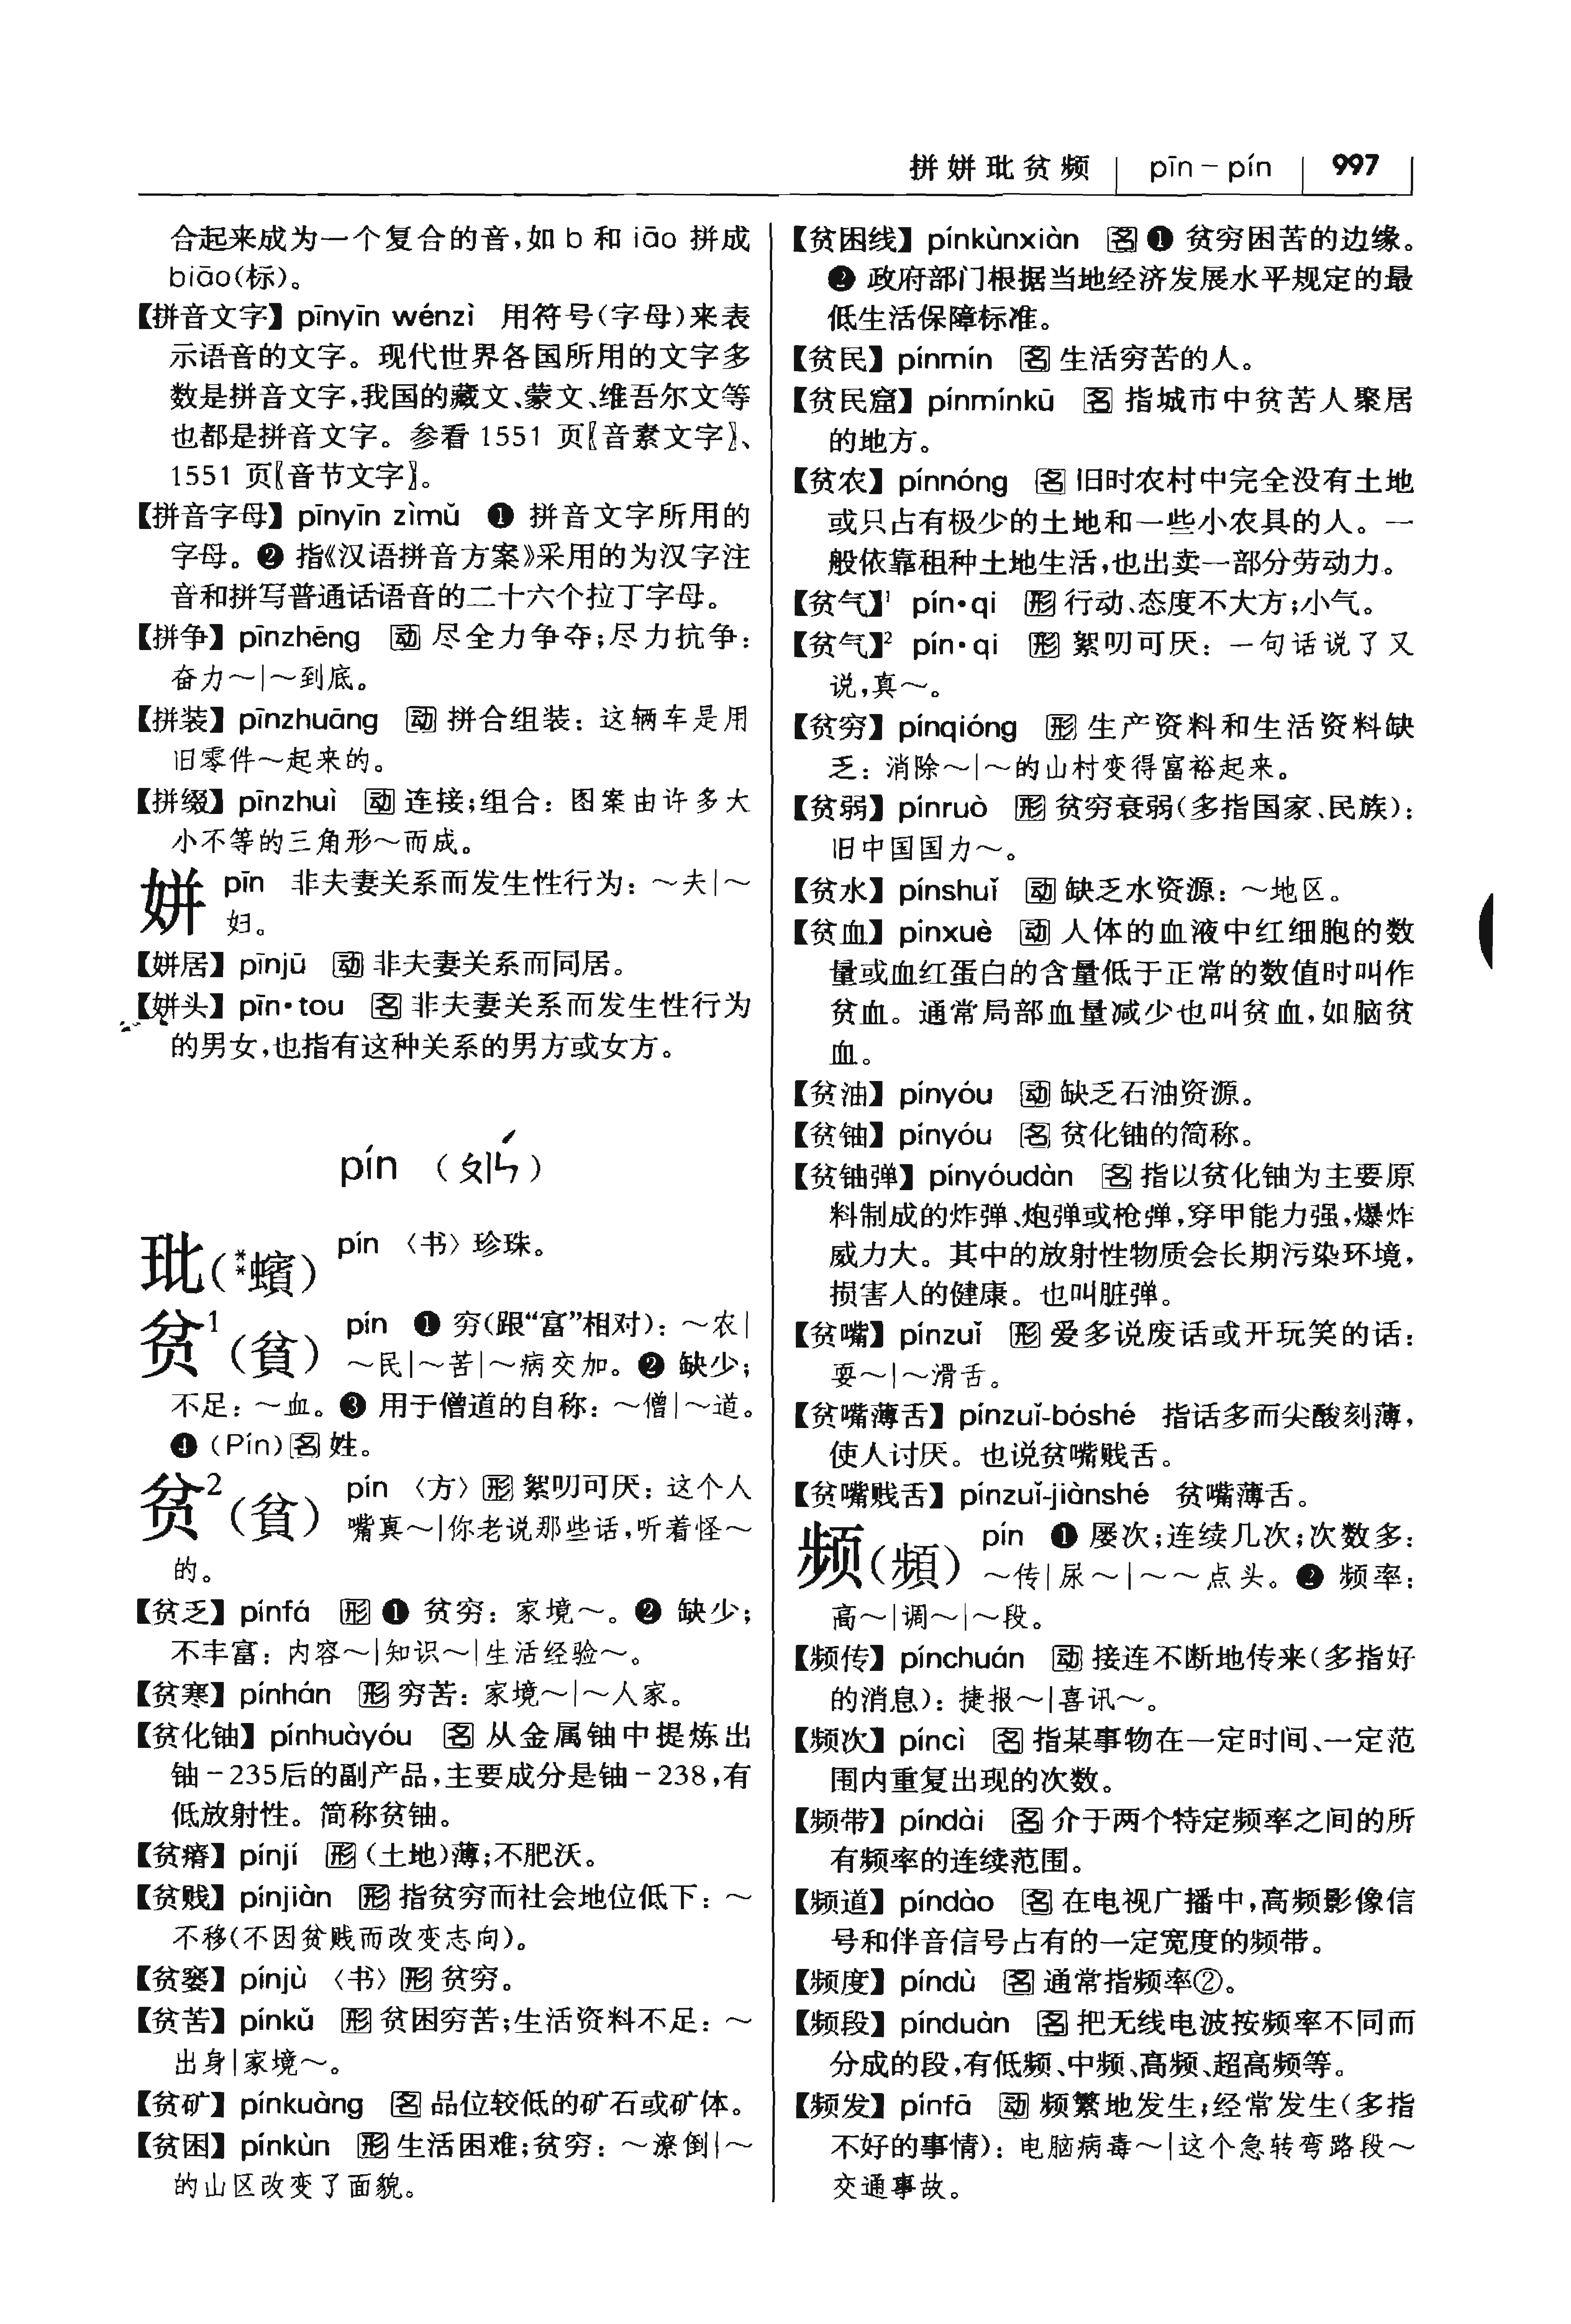 拼姘玭贫频 | pīn－pín | 997
合起来成为一个复合的音,如 b 和 iāo 拼成
biāo(标)。
【拼音文字】 pīnyīn wénzì 用符号(字母)来表
示语音的文字。现代世界各国所用的文字多
数是拼音文字,我国的藏文、蒙文、维吾尔文等
也都是拼音文字。参看 1551 页〖音素文字〗、
1551 页〖音节文字〗。
【拼音字母】 pīnyīn zìmǔ ❶ 拼音文字所用的
字母。❷ 指《汉语拼音方案》采用的为汉字注
音和拼写普通话语音的二十六个拉丁字母。
【拼争】 pīnzhēng 动 尽全力争夺;尽力抗争：
奋力～|～到底。
【拼装】 pīnzhuāng 动 拼合组装：这辆车是用
旧零件～起来的。
【拼缀】 pīnzhuì 动 连接;组合：图案由许多大
小不等的三角形～而成。
姘 pīn 非夫妻关系而发生性行为：～夫|～
妇。
【姘居】 pīnjū 动 非夫妻关系而同居。
【姘头】 pīn·tou 名 非夫妻关系而发生性行为
的男女,也指有这种关系的男方或女方。
pín （ㄆㄧㄣˊ）
玭(**蠙) pín 〈书〉珍珠。
贫¹(貧) pín ❶ 穷(跟“富”相对)：～农|
～民|～苦|～病交加。❷ 缺少;
不足：～血。❸ 用于僧道的自称：～僧|～道。
❹ (Pín) 名 姓。
贫²(貧) pín 〈方〉形 絮叨可厌：这个人
嘴真～|你老说那些话,听着怪～
的。
【贫乏】 pínfá 形 ❶ 贫穷：家境～。❷ 缺少;
不丰富：内容～|知识～|生活经验～。
【贫寒】 pínhán 形 穷苦：家境～|～人家。
【贫化铀】 pínhuàyóu 名 从金属铀中提炼出
铀－235后的副产品,主要成分是铀－238,有
低放射性。简称贫铀。
【贫瘠】 pínjí 形 (土地)薄;不肥沃。
【贫贱】 pínjiàn 形 指贫穷而社会地位低下：～
不移(不因贫贱而改变志向)。
【贫窭】 pínjù 〈书〉形 贫穷。
【贫苦】 pínkǔ 形 贫困穷苦;生活资料不足：～
出身|家境～。
【贫矿】 pínkuàng 名 品位较低的矿石或矿体。
【贫困】 pínkùn 形 生活困难;贫穷：～潦倒|～
的山区改变了面貌。
【贫困线】 pínkùnxiàn 名 ❶ 贫穷困苦的边缘。
❷ 政府部门根据当地经济发展水平规定的最
低生活保障标准。
【贫民】 pínmín 名 生活穷苦的人。
【贫民窟】 pínmínkū 名 指城市中贫苦人聚居
的地方。
【贫农】 pínnóng 名 旧时农村中完全没有土地
或只占有极少的土地和一些小农具的人。一
般依靠租种土地生活,也出卖一部分劳动力。
【贫气】¹ pín·qi 形 行动、态度不大方;小气。
【贫气】² pín·qi 形 絮叨可厌：一句话说了又
说,真～。
【贫穷】 pínqióng 形 生产资料和生活资料缺
乏：消除～|～的山村变得富裕起来。
【贫弱】 pínruò 形 贫穷衰弱(多指国家、民族)：
旧中国国力～。
【贫水】 pínshuǐ 动 缺乏水资源：～地区。
【贫血】 pínxuè 动 人体的血液中红细胞的数
量或血红蛋白的含量低于正常的数值时叫作
贫血。通常局部血量减少也叫贫血,如脑贫
血。
【贫油】 pínyóu 动 缺乏石油资源。
【贫铀】 pínyóu 名 贫化铀的简称。
【贫铀弹】 pínyóudàn 名 指以贫化铀为主要原
料制成的炸弹、炮弹或枪弹,穿甲能力强,爆炸
威力大。其中的放射性物质会长期污染环境,
损害人的健康。也叫脏弹。
【贫嘴】 pínzuǐ 形 爱多说废话或开玩笑的话：
耍～|～滑舌。
【贫嘴薄舌】 pínzuǐ-bóshé 指话多而尖酸刻薄,
使人讨厌。也说贫嘴贱舌。
【贫嘴贱舌】 pínzuǐ-jiànshé 贫嘴薄舌。
频(頻) pín ❶ 屡次;连续几次;次数多：
～传|尿～|～～点头。❷ 频率：
高～|调～|～段。
【频传】 pínchuán 动 接连不断地传来(多指好
的消息)：捷报～|喜讯～。
【频次】 píncì 名 指某事物在一定时间、一定范
围内重复出现的次数。
【频带】 píndài 名 介于两个特定频率之间的所
有频率的连续范围。
【频道】 píndào 名 在电视广播中,高频影像信
号和伴音信号占有的一定宽度的频带。
【频度】 píndù 名 通常指频率②。
【频段】 pínduàn 名 把无线电波按频率不同而
分成的段,有低频、中频、高频、超高频等。
【频发】 pínfā 动 频繁地发生;经常发生(多指
不好的事情)：电脑病毒～|这个急转弯路段～
交通事故。